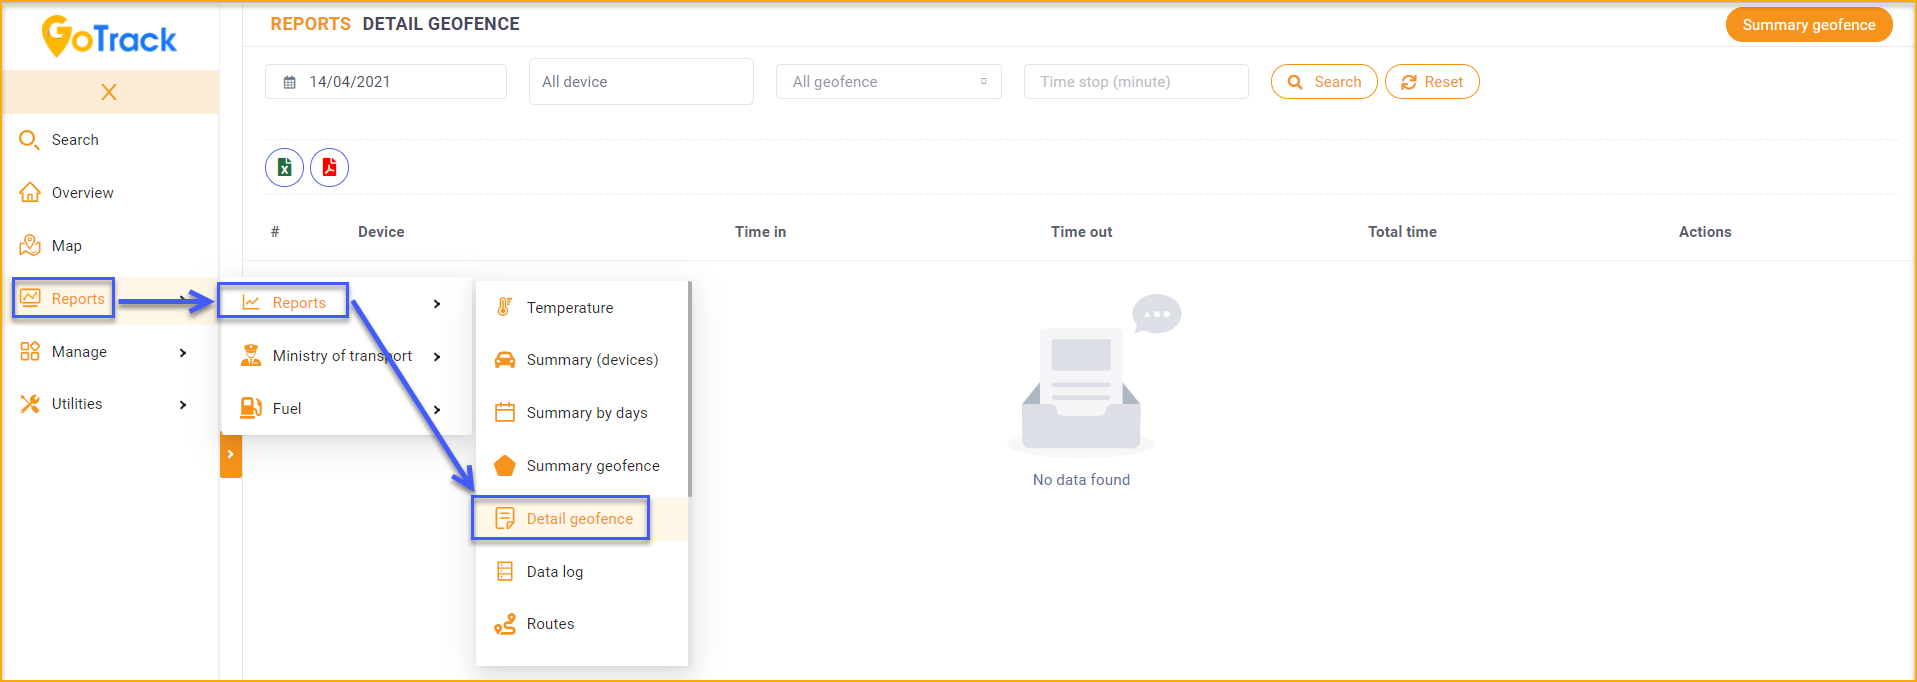 GoTrack
REPORTS DETAIL GEOFENCE
Summary geofence
14/04/2021
All device
All geofence
Time stop (minute)
Search
Reset
X
Search
Overview
Map
Reports
Manage
Utilities
# Device Time in Time out Total time Actions
Reports
Ministry of transport
Fuel
Temperature
Summary (devices)
Summary by days
Summary geofence
Detail geofence
Data log
Routes
No data found